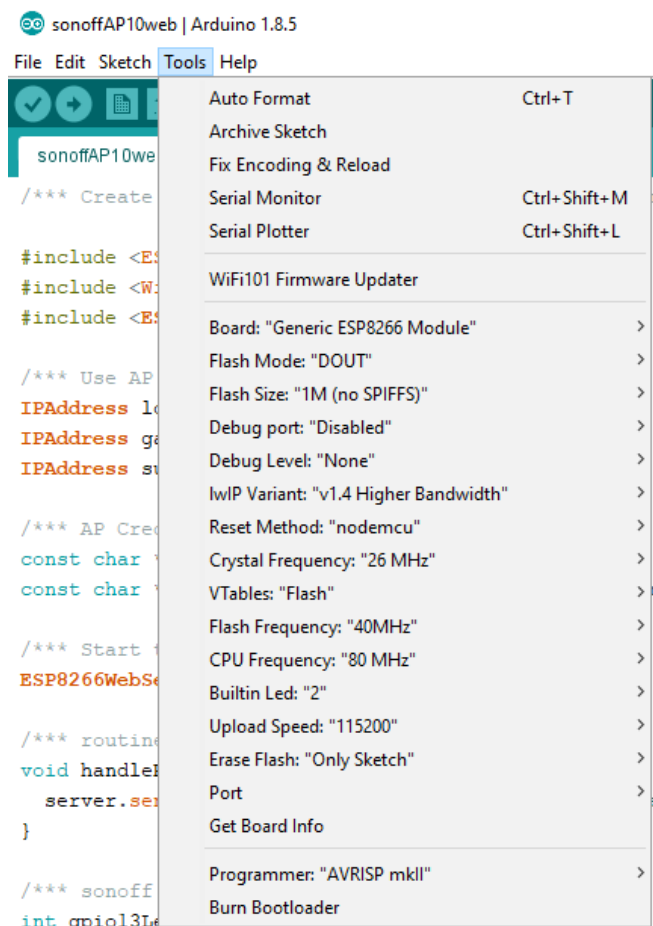 sonoffAP10web | Arduino 1.8.5
File Edit Sketch Tools Help
Auto Format Ctrl+T
Archive Sketch
sonoffAP10we
Fix Encoding & Reload
/*** Create
Serial Monitor Ctrl+Shift+M
Serial Plotter Ctrl+Shift+L
#include <ES
WiFi101 Firmware Updater
#include <Wi
#include <ES
Board: "Generic ESP8266 Module"
Flash Mode: "DOUT"
/*** Use AP
Flash Size: "1M (no SPIFFS)"
IPAddress lo
Debug port: "Disabled"
IPAddress ga
Debug Level: "None"
IPAddress su
lwIP Variant: "v1.4 Higher Bandwidth"
/*** AP Cred
Reset Method: "nodemcu"
const char
Crystal Frequency: "26 MHz"
const char
VTables: "Flash"
Flash Frequency: "40MHz"
/*** Start
CPU Frequency: "80 MHz"
ESP8266WebSe
Builtin Led: "2"
Upload Speed: "115200"
/*** routine
Erase Flash: "Only Sketch"
void handle
Port
server.ser
Get Board Info
}
Programmer: "AVRISP mkII"
/*** sonoff
Burn Bootloader
int gpio13Le